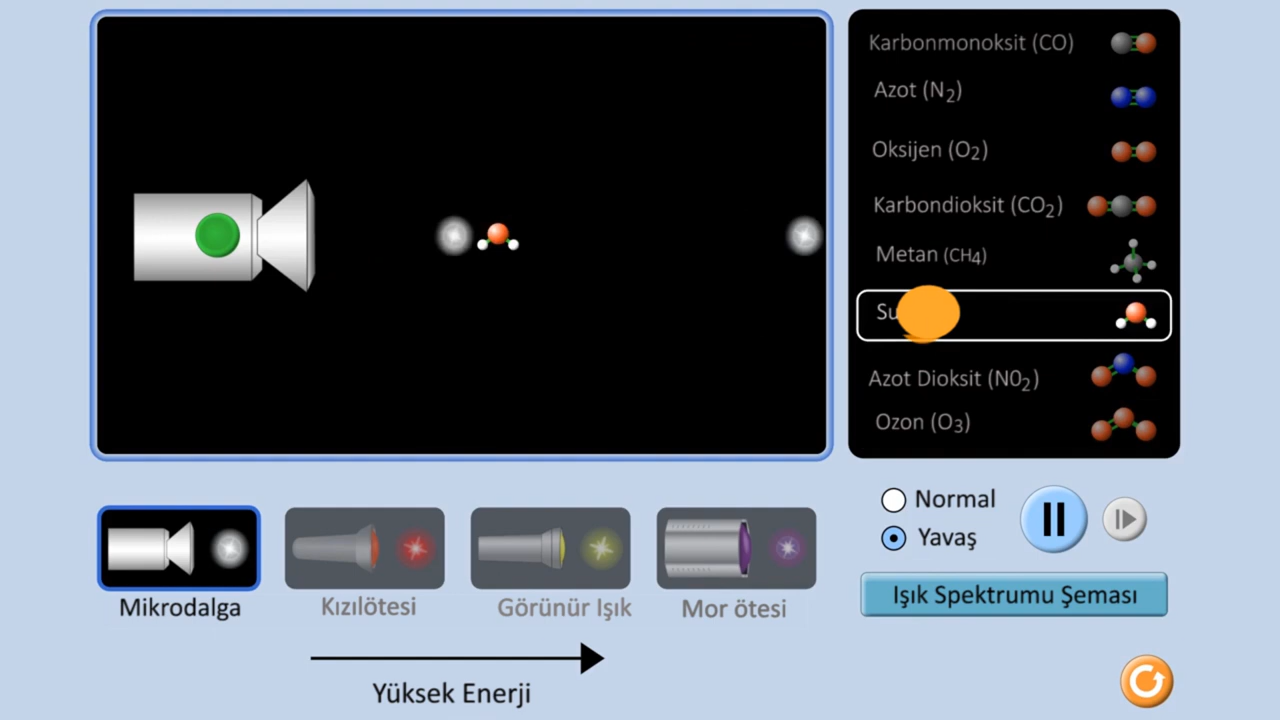 Karbonmonoksit (CO)
Azot (N₂)
Oksijen (O₂)
Karbondioksit (CO₂)
Metan (CH₄)
Su
Azot Dioksit (N0₂)
Ozon (O₃)
Normal
Yavaş
Işık Spektrumu Şeması
Mikrodalga
Kızılötesi
Görünür Işık
Mor ötesi
Yüksek Enerji